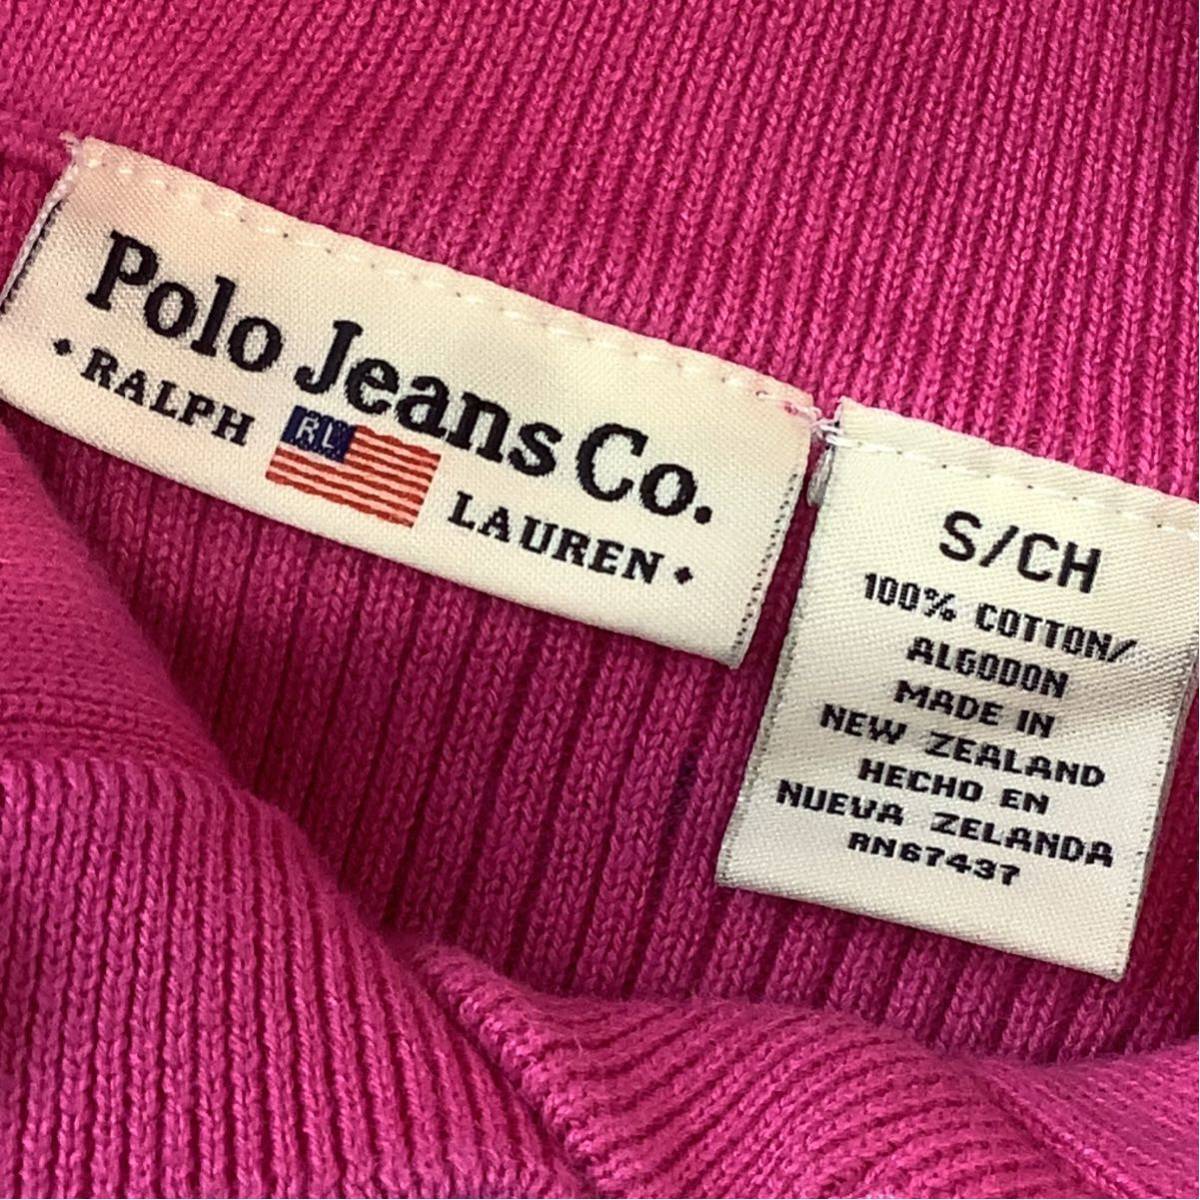 Polo Jeans Co.
RALPH RL LAUREN
S/CH
100% COTTON/
ALGODON
MADE IN
NEW ZEALAND
HECHO EN
NUEVA ZELANDA
RN67437